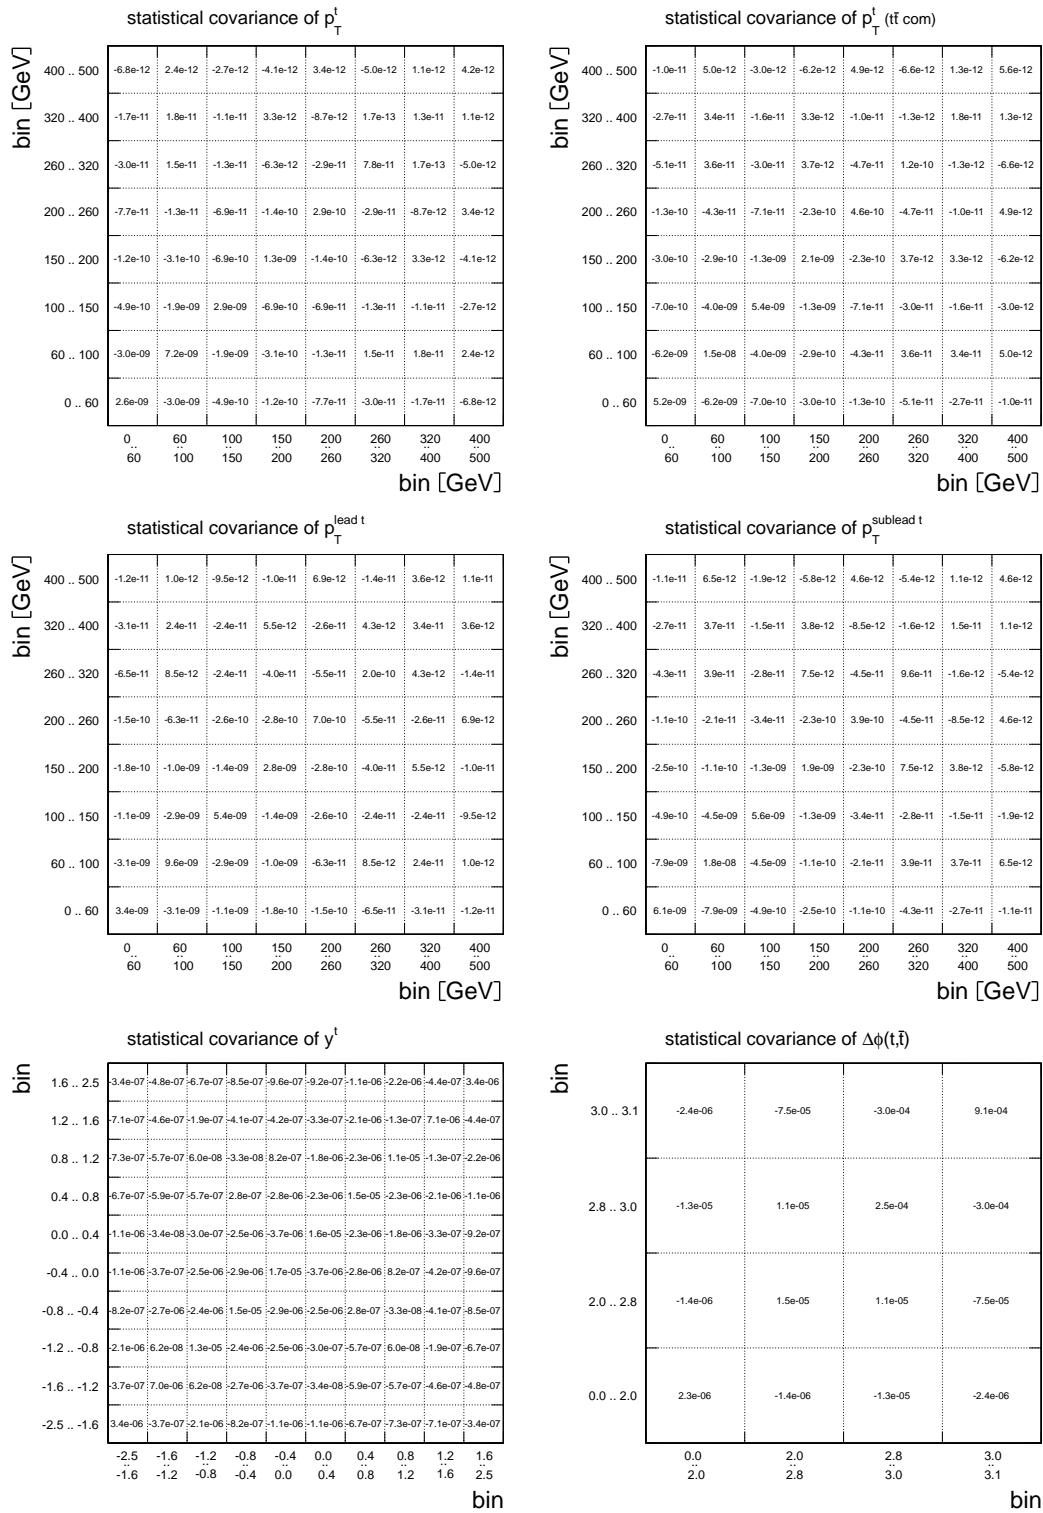 statistical covariance of p_T^t
bin [GeV]
400 .. 500 -6.8e-12 2.4e-12 -2.7e-12 -4.1e-12 3.4e-12 -5.0e-12 1.1e-12 4.2e-12
320 .. 400 -1.7e-11 1.8e-11 -1.1e-11 3.3e-12 -8.7e-12 1.7e-13 1.3e-11 1.1e-12
260 .. 320 -3.0e-11 1.5e-11 -1.3e-11 -6.3e-12 -2.9e-11 7.8e-11 1.7e-13 -5.0e-12
200 .. 260 -7.7e-11 -1.3e-11 -6.9e-11 -1.4e-10 2.9e-10 -2.9e-11 -8.7e-12 3.4e-12
150 .. 200 -1.2e-10 -3.1e-10 -6.9e-10 1.3e-09 -1.4e-10 -6.3e-12 3.3e-12 -4.1e-12
100 .. 150 -4.9e-10 -1.9e-09 2.9e-09 -6.9e-10 -6.9e-11 -1.3e-11 -1.1e-11 -2.7e-12
60 .. 100 -3.0e-09 7.2e-09 -1.9e-09 -3.1e-10 -1.3e-11 1.5e-11 1.8e-11 2.4e-12
0 .. 60 2.6e-09 -3.0e-09 -4.9e-10 -1.2e-10 -7.7e-11 -3.0e-11 -1.7e-11 -6.8e-12
0 60 100 150 200 260 320 400
.. .. .. .. .. .. .. ..
60 100 150 200 260 320 400 500
bin [GeV]
statistical covariance of p_T^t (tt̄ com)
bin [GeV]
400 .. 500 -1.0e-11 5.0e-12 -3.0e-12 -6.2e-12 4.9e-12 -6.6e-12 1.3e-12 5.6e-12
320 .. 400 -2.7e-11 3.4e-11 -1.6e-11 3.3e-12 -1.0e-11 -1.3e-12 1.8e-11 1.3e-12
260 .. 320 -5.1e-11 3.6e-11 -3.0e-11 3.7e-12 -4.7e-11 1.2e-10 -1.3e-12 -6.6e-12
200 .. 260 -1.3e-10 -4.3e-11 -7.1e-11 -2.3e-10 4.6e-10 -4.7e-11 -1.0e-11 4.9e-12
150 .. 200 -3.0e-10 -2.9e-10 -1.3e-09 2.1e-09 -2.3e-10 3.7e-12 3.3e-12 -6.2e-12
100 .. 150 -7.0e-10 -4.0e-09 5.4e-09 -1.3e-09 -7.1e-11 -3.0e-11 -1.6e-11 -3.0e-12
60 .. 100 -6.2e-09 1.5e-08 -4.0e-09 -2.9e-10 -4.3e-11 3.6e-11 3.4e-11 5.0e-12
0 .. 60 5.2e-09 -6.2e-09 -7.0e-10 -3.0e-10 -1.3e-10 -5.1e-11 -2.7e-11 -1.0e-11
0 60 100 150 200 260 320 400
.. .. .. .. .. .. .. ..
60 100 150 200 260 320 400 500
bin [GeV]
statistical covariance of p_T^lead t
bin [GeV]
400 .. 500 -1.2e-11 1.0e-12 -9.5e-12 -1.0e-11 6.9e-12 -1.4e-11 3.6e-12 1.1e-11
320 .. 400 -3.1e-11 2.4e-11 -2.4e-11 5.5e-12 -2.6e-11 4.3e-12 3.4e-11 3.6e-12
260 .. 320 -6.5e-11 8.5e-12 -2.4e-11 -4.0e-11 -5.5e-11 2.0e-10 4.3e-12 -1.4e-11
200 .. 260 -1.5e-10 -6.3e-11 -2.6e-10 -2.8e-10 7.0e-10 -5.5e-11 -2.6e-11 6.9e-12
150 .. 200 -1.8e-10 -1.0e-09 -1.4e-09 2.8e-09 -2.8e-10 -4.0e-11 5.5e-12 -1.0e-11
100 .. 150 -1.1e-09 -2.9e-09 5.4e-09 -1.4e-09 -2.6e-10 -2.4e-11 -2.4e-11 -9.5e-12
60 .. 100 -3.1e-09 9.6e-09 -2.9e-09 -1.0e-09 -6.3e-11 8.5e-12 2.4e-11 1.0e-12
0 .. 60 3.4e-09 -3.1e-09 -1.1e-09 -1.8e-10 -1.5e-10 -6.5e-11 -3.1e-11 -1.2e-11
0 60 100 150 200 260 320 400
.. .. .. .. .. .. .. ..
60 100 150 200 260 320 400 500
bin [GeV]
statistical covariance of p_T^sublead t
bin [GeV]
400 .. 500 -1.1e-11 6.5e-12 -1.9e-12 -5.8e-12 4.6e-12 -5.4e-12 1.1e-12 4.6e-12
320 .. 400 -2.7e-11 3.7e-11 -1.5e-11 3.8e-12 -8.5e-12 -1.6e-12 1.5e-11 1.1e-12
260 .. 320 -4.3e-11 3.9e-11 -2.8e-11 7.5e-12 -4.5e-11 9.6e-11 -1.6e-12 -5.4e-12
200 .. 260 -1.1e-10 -2.1e-11 -3.4e-11 -2.3e-10 3.9e-10 -4.5e-11 -8.5e-12 4.6e-12
150 .. 200 -2.5e-10 -1.1e-10 -1.3e-09 1.9e-09 -2.3e-10 7.5e-12 3.8e-12 -5.8e-12
100 .. 150 -4.9e-10 -4.5e-09 5.6e-09 -1.3e-09 -3.4e-11 -2.8e-11 -1.5e-11 -1.9e-12
60 .. 100 -7.9e-09 1.8e-08 -4.5e-09 -1.1e-10 -2.1e-11 3.9e-11 3.7e-11 6.5e-12
0 .. 60 6.1e-09 -7.9e-09 -4.9e-10 -2.5e-10 -1.1e-10 -4.3e-11 -2.7e-11 -1.1e-11
0 60 100 150 200 260 320 400
.. .. .. .. .. .. .. ..
60 100 150 200 260 320 400 500
bin [GeV]
statistical covariance of y^t
bin
1.6 .. 2.5 -3.4e-07 -4.8e-07 -6.7e-07 -8.5e-07 -9.6e-07 -9.2e-07 -1.1e-06 -2.2e-06 -4.4e-07 3.4e-06
1.2 .. 1.6 -7.1e-07 -4.6e-07 -1.9e-07 -4.1e-07 -4.2e-07 -3.3e-07 -2.1e-06 -1.3e-07 7.1e-06 -4.4e-07
0.8 .. 1.2 -7.3e-07 -5.7e-07 6.0e-08 -3.3e-08 8.2e-07 -1.8e-06 -2.3e-06 1.1e-05 -1.3e-07 -2.2e-06
0.4 .. 0.8 -6.7e-07 -5.9e-07 -5.7e-07 2.8e-07 -2.8e-06 -2.3e-06 1.5e-05 -2.3e-06 -2.1e-06 -1.1e-06
0.0 .. 0.4 -1.1e-06 -3.4e-08 -3.0e-07 -2.5e-06 -3.7e-06 1.6e-05 -2.3e-06 -1.8e-06 -3.3e-07 -9.2e-07
-0.4 .. 0.0 -1.1e-06 -3.7e-07 -2.5e-06 -2.9e-06 1.7e-05 -3.7e-06 -2.8e-06 8.2e-07 -4.2e-07 -9.6e-07
-0.8 .. -0.4 -8.2e-07 -2.7e-06 -2.4e-06 1.5e-05 -2.9e-06 -2.5e-06 2.8e-07 -3.3e-08 -4.1e-07 -8.5e-07
-1.2 .. -0.8 -2.1e-06 6.2e-08 1.3e-05 -2.4e-06 -2.5e-06 -3.0e-07 -5.7e-07 6.0e-08 -1.9e-07 -6.7e-07
-1.6 .. -1.2 -3.7e-07 7.0e-06 6.2e-08 -2.7e-06 -3.7e-07 -3.4e-08 -5.9e-07 -5.7e-07 -4.6e-07 -4.8e-07
-2.5 .. -1.6 3.4e-06 -3.7e-07 -2.1e-06 -8.2e-07 -1.1e-06 -1.1e-06 -6.7e-07 -7.3e-07 -7.1e-07 -3.4e-07
-2.5 -1.6 -1.2 -0.8 -0.4 0.0 0.4 0.8 1.2 1.6
.. .. .. .. .. .. .. .. .. ..
-1.6 -1.2 -0.8 -0.4 0.0 0.4 0.8 1.2 1.6 2.5
bin
statistical covariance of Δϕ(t,t̄)
bin
3.0 .. 3.1 -2.4e-06 -7.5e-05 -3.0e-04 9.1e-04
2.8 .. 3.0 -1.3e-05 1.1e-05 2.5e-04 -3.0e-04
2.0 .. 2.8 -1.4e-06 1.5e-05 1.1e-05 -7.5e-05
0.0 .. 2.0 2.3e-06 -1.4e-06 -1.3e-05 -2.4e-06
0.0 2.0 2.8 3.0
.. .. .. ..
2.0 2.8 3.0 3.1
bin